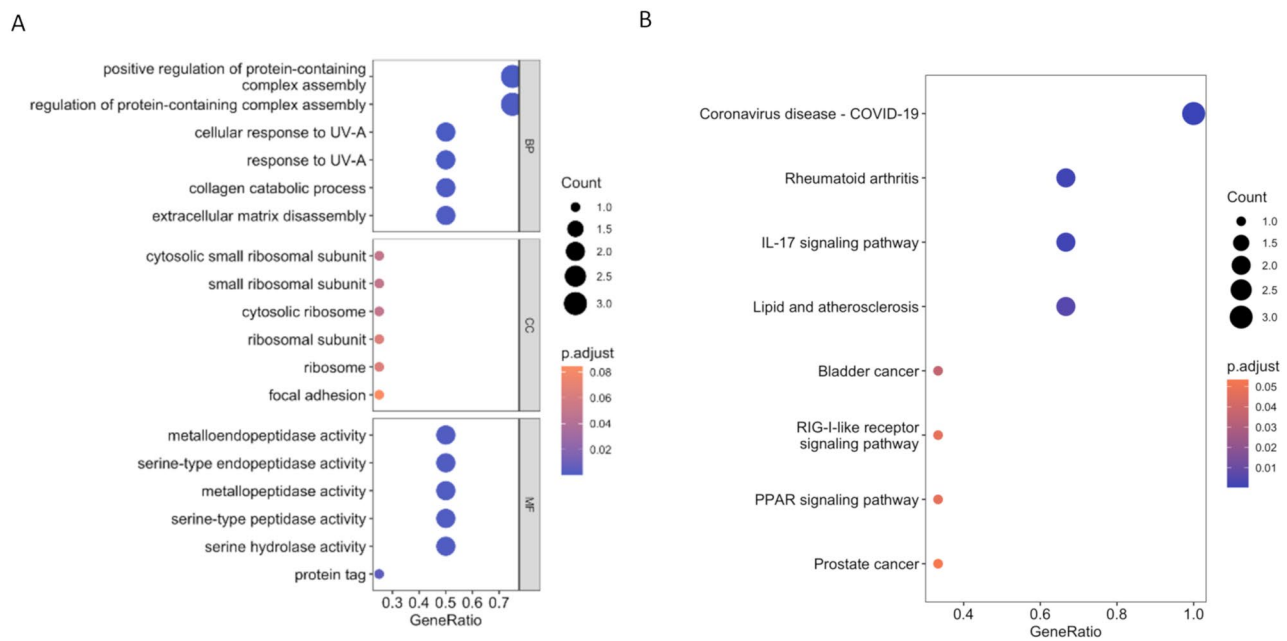 A
positive regulation of protein-containing
complex assembly
regulation of protein-containing complex assembly
cellular response to UV-A
response to UV-A
collagen catabolic process
extracellular matrix disassembly
BP
cytosolic small ribosomal subunit
small ribosomal subunit
cytosolic ribosome
ribosomal subunit
ribosome
focal adhesion
CC
metalloendopeptidase activity
serine-type endopeptidase activity
metallopeptidase activity
serine-type peptidase activity
serine hydrolase activity
protein tag
MF
0.3 0.4 0.5 0.6 0.7
GeneRatio
Count
1.0
1.5
2.0
2.5
3.0
p.adjust
0.08
0.06
0.04
0.02
B
Coronavirus disease - COVID-19
Rheumatoid arthritis
IL-17 signaling pathway
Lipid and atherosclerosis
Bladder cancer
RIG-I-like receptor
signaling pathway
PPAR signaling pathway
Prostate cancer
0.4 0.6 0.8 1.0
GeneRatio
Count
1.0
1.5
2.0
2.5
3.0
p.adjust
0.05
0.04
0.03
0.02
0.01